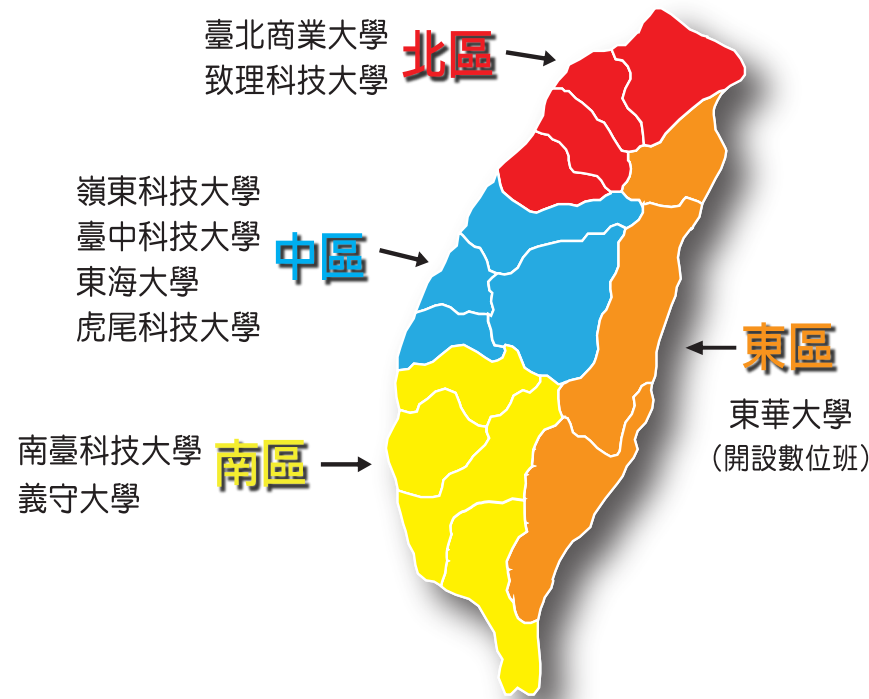 臺北商業大學
致理科技大學
北區
嶺東科技大學
臺中科技大學
東海大學
虎尾科技大學
中區
東區
東華大學
（開設數位班）
南臺科技大學
義守大學
南區